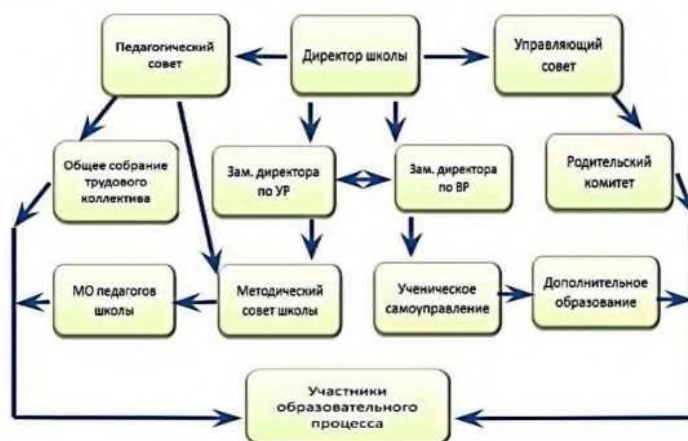 Педагогический
совет
Директор школы
Управляющий
совет
Общее собрание
трудового
коллектива
Зам. директора
по УР
Зам. директора
по ВР
Родительский
комитет
МО педагогов
школы
Методический
совет школы
Ученическое
самоуправление
Дополнительное
образование
Участники
образовательного
процесса